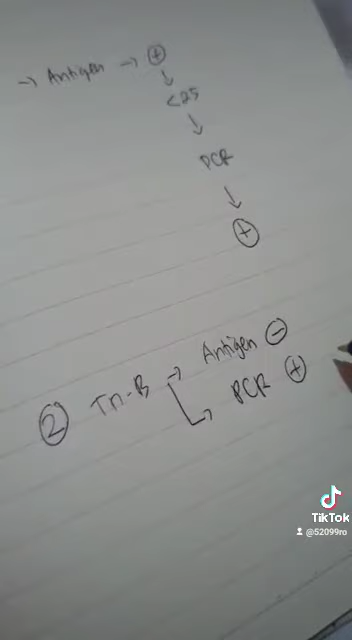 → Antigen → (+)
↓
<25
↓
PCR
↓
(+)
② Tn-B → Antigen (-)
↳ PCR (+)
TikTok
@52099ro